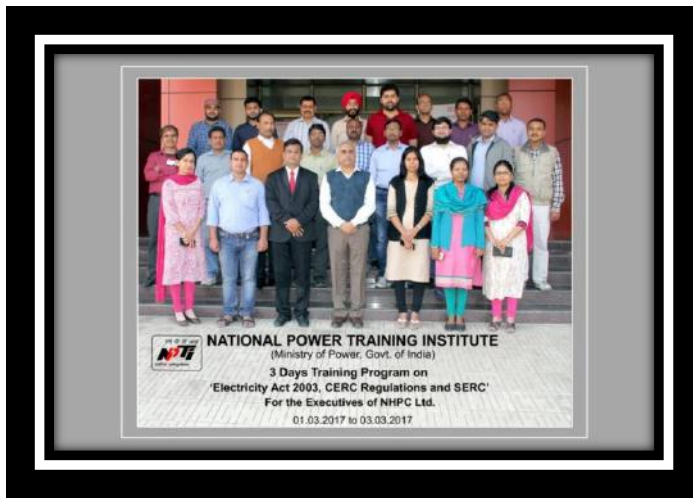 NPTI
NATIONAL POWER TRAINING INSTITUTE
(Ministry of Power, Govt. of India)
3 Days Training Program on
'Electricity Act 2003, CERC Regulations and SERC'
For the Executives of NHPC Ltd.
01.03.2017 to 03.03.2017